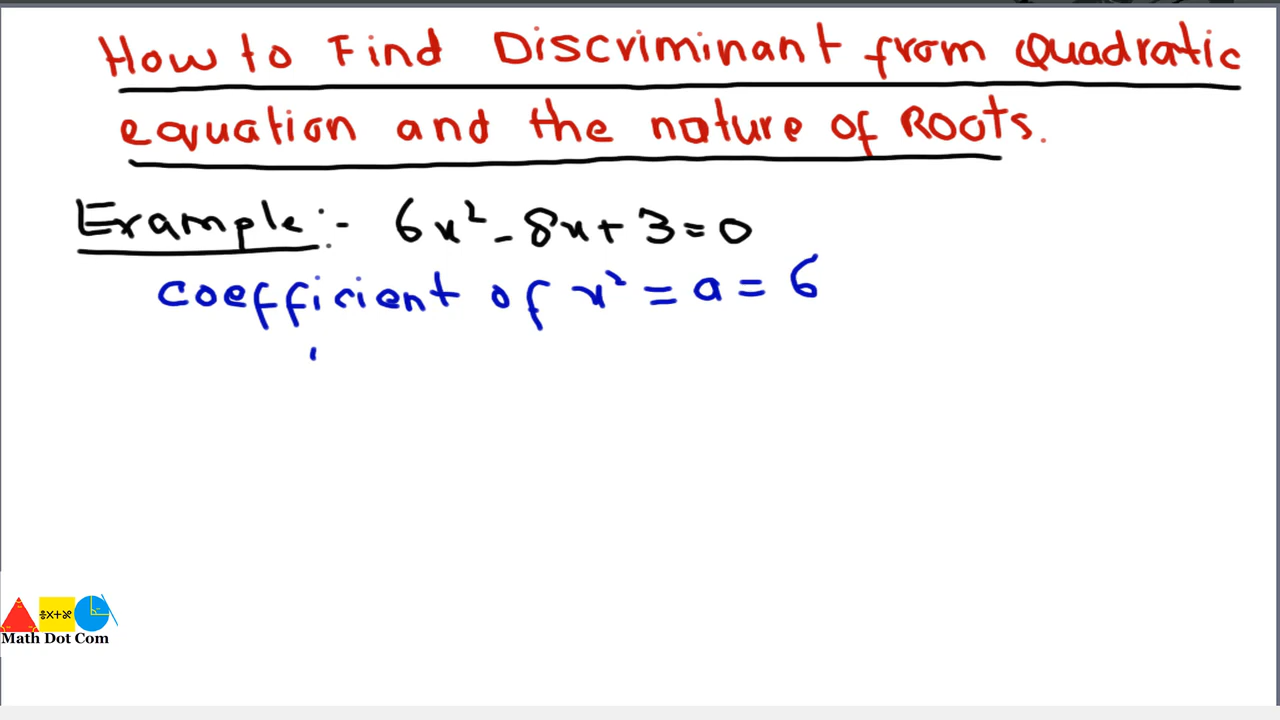 How to Find Discriminant from Quadratic
equation and the nature of Roots.
Example:- 6x² - 8x + 3 = 0
coefficient of x² = a = 6
Math Dot Com